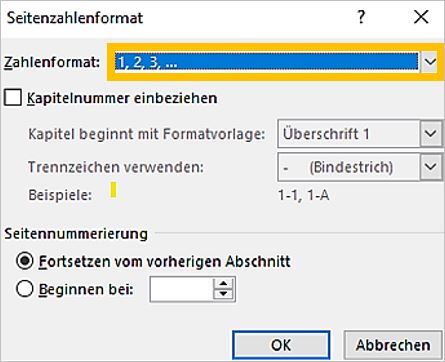 Seitenzahlenformat ? ×
Zahlenformat: 1, 2, 3, ...
Kapitelnummer einbeziehen
Kapitel beginnt mit Formatvorlage: Überschrift 1
Trennzeichen verwenden: - (Bindestrich)
Beispiele: 1-1, 1-A
Seitennummerierung
Fortsetzen vom vorherigen Abschnitt
Beginnen bei:
OK Abbrechen